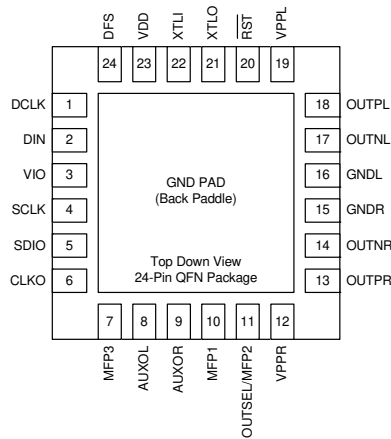 DFS
VDD
XTLI
XTLO
RST
VPPL
24
23
22
21
20
19
DCLK 1
DIN 2
VIO 3
SCLK 4
SDIO 5
CLKO 6
GND PAD
(Back Paddle)
Top Down View
24-Pin QFN Package
18 OUTPL
17 OUTNL
16 GNDL
15 GNDR
14 OUTNR
13 OUTPR
7
8
9
10
11
12
MFP3
AUXOL
AUXOR
MFP1
OUTSEL/MFP2
VPPR